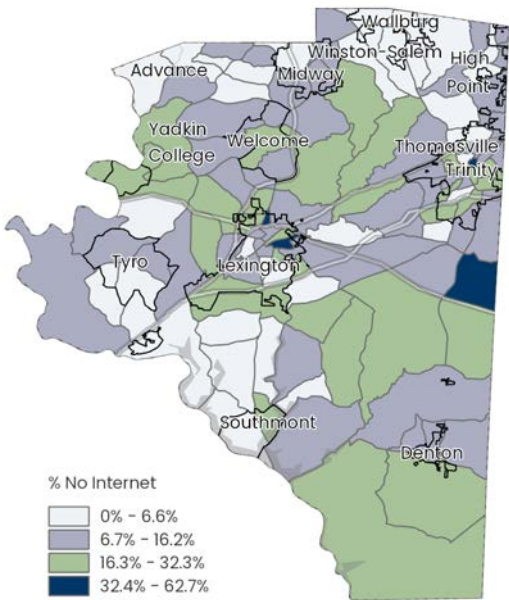 Wallburg
Winston-Salem
High
Point
Advance
Midway
Yadkin
College
Welcome
Thomasville
Trinity
Tyro
Lexington
Southmont
Denton
% No Internet
0% - 6.6%
6.7% - 16.2%
16.3% - 32.3%
32.4% - 62.7%